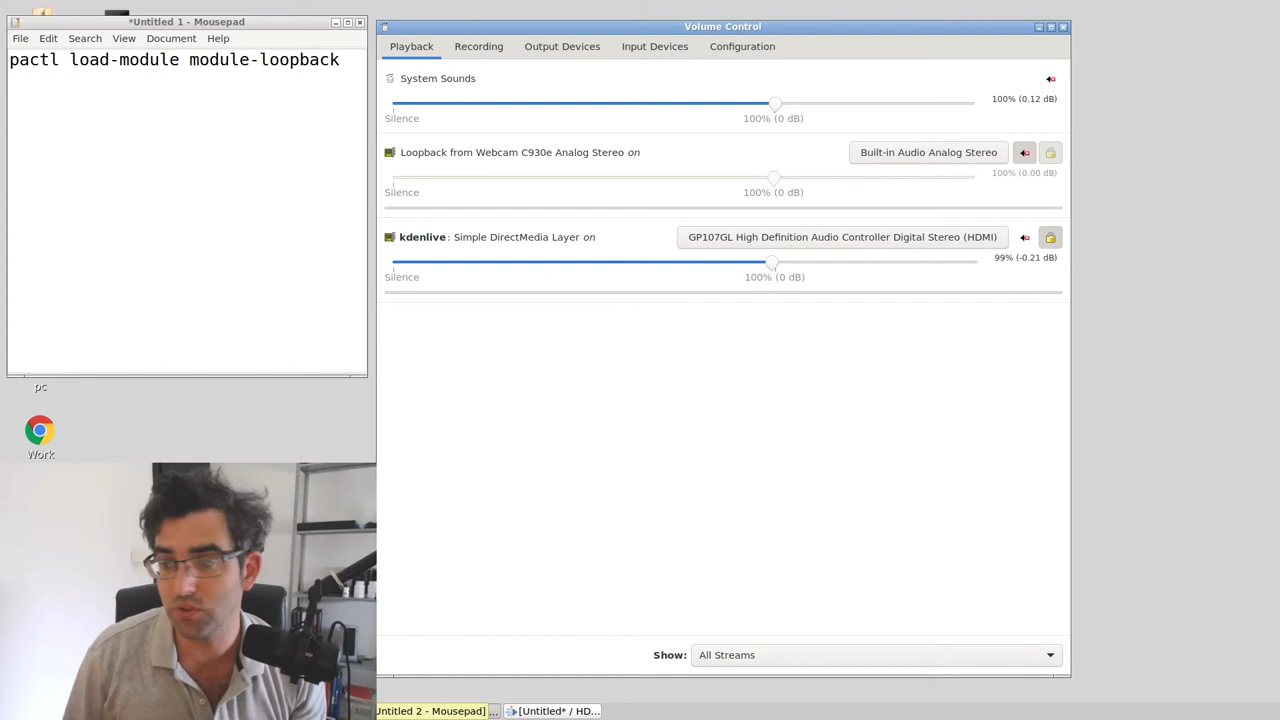 *Untitled 1 - Mousepad
File Edit Search View Document Help
pactl load-module module-loopback
pc
Work
Volume Control
Playback Recording Output Devices Input Devices Configuration
System Sounds
100% (0.12 dB)
Silence 100% (0 dB)
Loopback from Webcam C930e Analog Stereo on Built-in Audio Analog Stereo
100% (0.00 dB)
Silence 100% (0 dB)
kdenlive : Simple DirectMedia Layer on GP107GL High Definition Audio Controller Digital Stereo (HDMI)
99% (-0.21 dB)
Silence 100% (0 dB)
Show: All Streams
Untitled 2 - Mousepad] ... [Untitled* / HD...